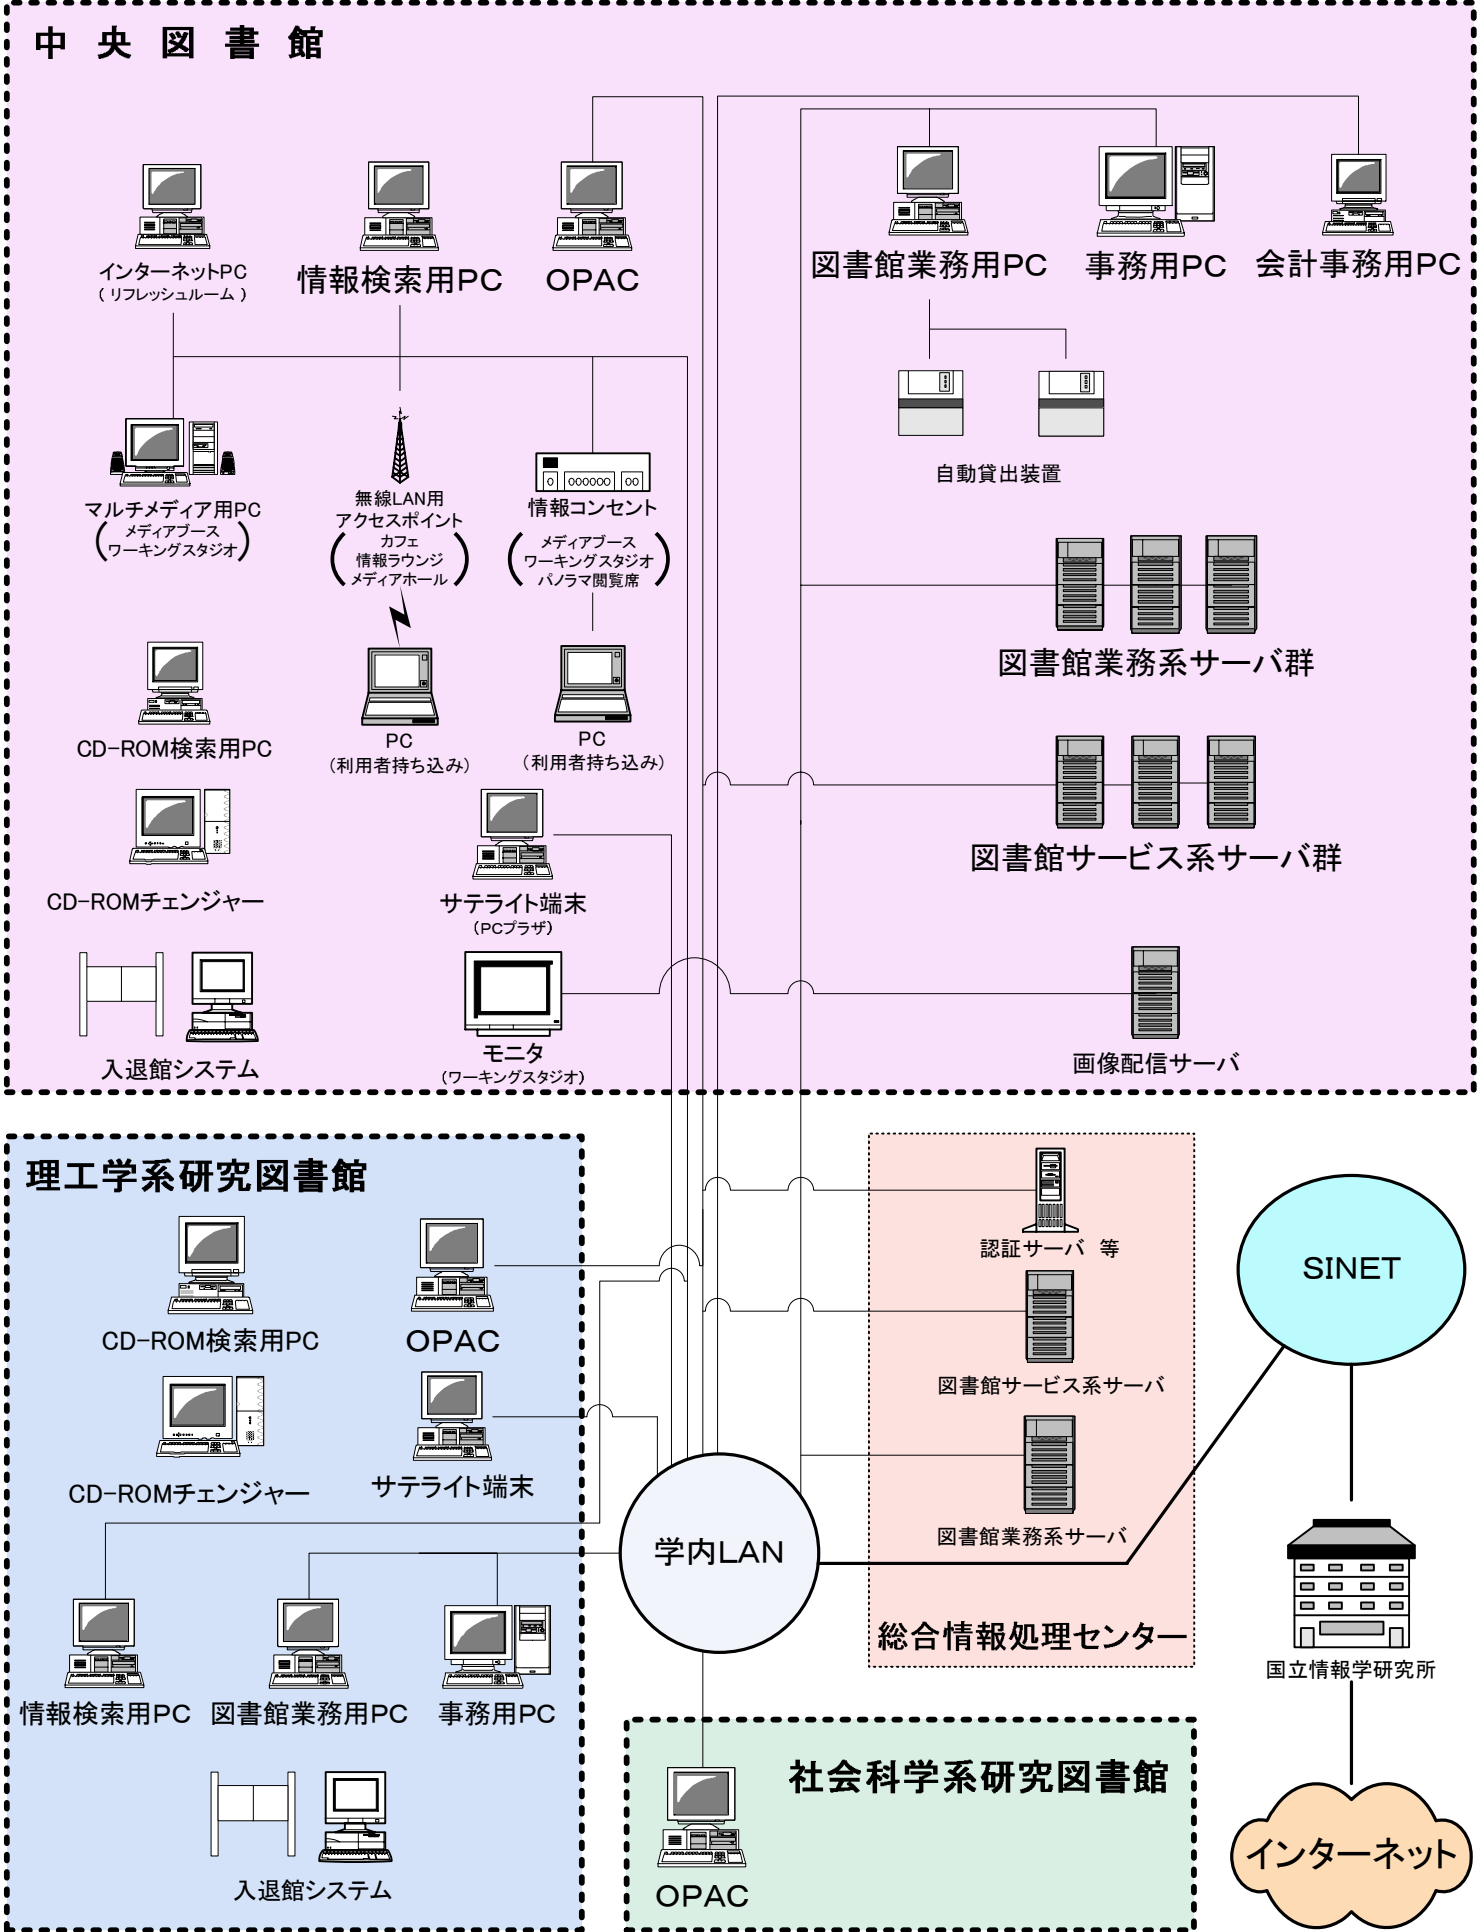 中央図書館
インターネットPC
（リフレッシュルーム）
情報検索用PC
OPAC
図書館業務用PC
事務用PC
会計事務用PC
自動貸出装置
マルチメディア用PC
（メディアブース
ワーキングスタジオ）
無線LAN用
アクセスポイント
（カフェ
情報ラウンジ
メディアホール）
0 000000 00
情報コンセント
（メディアブース
ワーキングスタジオ
パノラマ閲覧席）
図書館業務系サーバ群
CD-ROM検索用PC
PC
（利用者持ち込み）
PC
（利用者持ち込み）
図書館サービス系サーバ群
CD-ROMチェンジャー
サテライト端末
（PCプラザ）
入退館システム
モニタ
（ワーキングスタジオ）
画像配信サーバ
理工学系研究図書館
CD-ROM検索用PC
OPAC
CD-ROMチェンジャー
サテライト端末
情報検索用PC
図書館業務用PC
事務用PC
入退館システム
認証サーバ 等
図書館サービス系サーバ
図書館業務系サーバ
総合情報処理センター
学内LAN
SINET
国立情報学研究所
インターネット
社会科学系研究図書館
OPAC